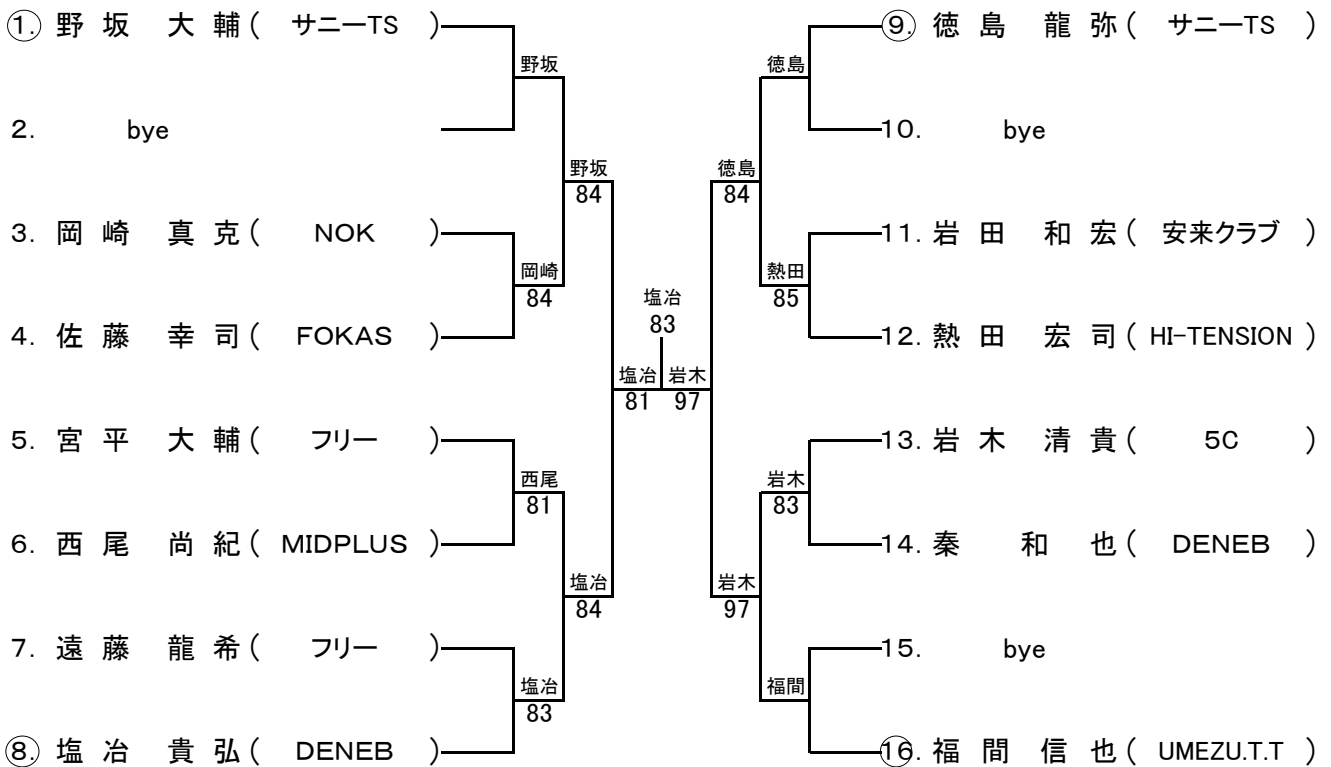 ①. 野坂 大輔( サニーTS )
2. bye
3. 岡崎 真克( NOK )
4. 佐藤 幸司( FOKAS )
5. 宮平 大輔( フリー )
6. 西尾 尚紀( MIDPLUS )
7. 遠藤 龍希( フリー )
⑧. 塩冶 貴弘( DENEB )
野坂
岡崎
84
西尾
81
塩冶
83
野坂
84
塩冶
84
塩冶
81
塩冶
83
岩木
97
徳島
84
岩木
97
徳島
熱田
85
岩木
83
福間
⑨. 徳島 龍弥( サニーTS )
10. bye
11. 岩田 和宏( 安来クラブ )
12. 熱田 宏司( HI-TENSION )
13. 岩木 清貴( 5C )
14. 秦 和也( DENEB )
15. bye
⑯. 福間 信也( UMEZU.T.T )